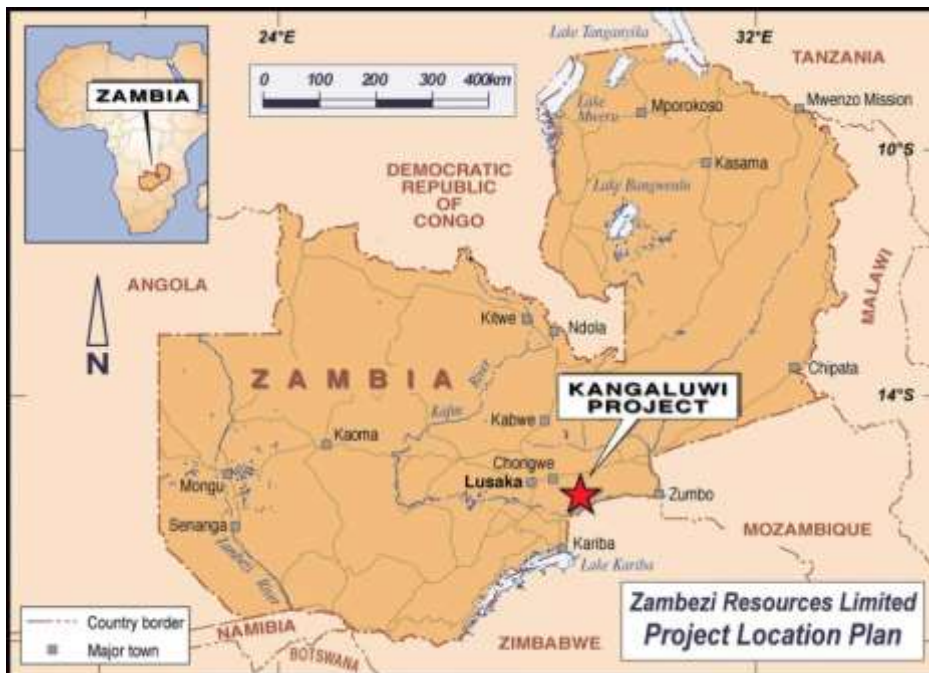 24°E
32°E
Lake Tanganyika
TANZANIA
ZAMBIA
0 100 200 300 400km
Lake
Mweru
Mporokoso
Mwenzo Mission
10°S
DEMOCRATIC
REPUBLIC
OF
CONGO
Kasama
Lake Bangweulu
ANGOLA
MALAWI
N
Kitwe
Ndola
Chipata
ZAMBIA
River
Kafue
KANGALUWI
PROJECT
14°S
Kabwe
Kaoma
Chongwe
Lusaka
Mongu
Zumbo
Senanga
MOZAMBIQUE
Zambezi
River
Kariba
Lake Kariba
Country border
Major town
NAMIBIA
BOTSWANA
ZIMBABWE
Zambezi Resources Limited
Project Location Plan